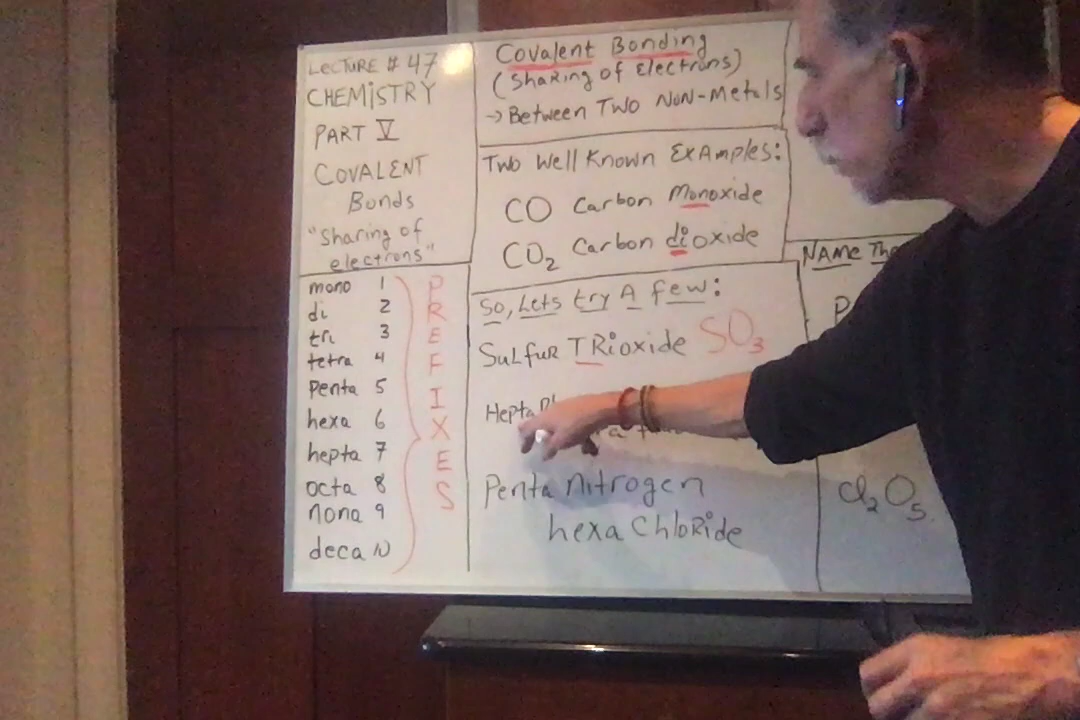 LECTURE # 47
CHEMISTRY
PART V
COVALENT
Bonds
"Sharing of
electrons"
mono 1
di 2
tri 3
tetra 4
Penta 5
hexa 6
hepta 7
octa 8
nona 9
deca 10
PREFIXES
Covalent Bonding
(Sharing of Electrons)
→ Between Two Non-Metals
Two Well Known Examples:
CO Carbon Monoxide
CO₂ Carbon dioxide
So, Lets try A few:
Sulfur TRioxide SO₃
Hepta
Penta nitrogen
hexa Chloride
NAME
Cl₂O₅